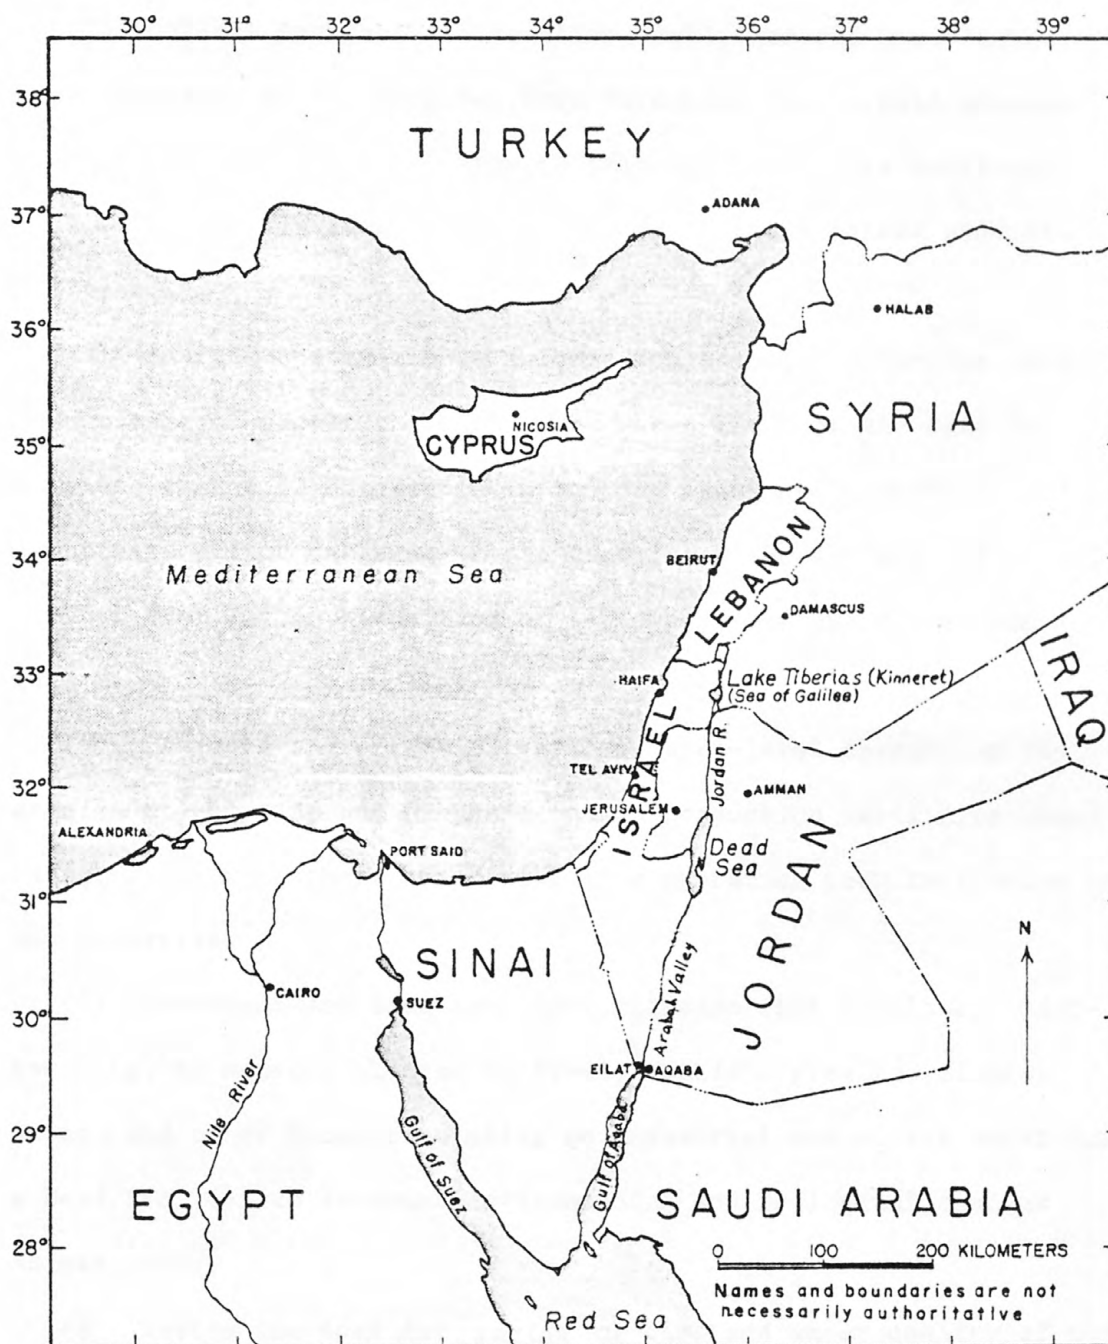 30° 31° 32° 33° 34° 35° 36° 37° 38° 39°
38°
TURKEY
37°
ADANA
HALAB
36°
SYRIA
NICOSIA
CYPRUS
35°
LEBANON
34°
BEIRUT
Mediterranean Sea
DAMASCUS
IRAQ
33°
HAIFA
Lake Tiberias (Kinneret)
(Sea of Galilee)
ISRAEL
Jordan R.
32°
TEL AVIV
AMMAN
JERUSALEM
ALEXANDRIA
PORT SAID
Dead
Sea
31°
JORDAN
N
SINAI
Arabah Valley
CAIRO
SUEZ
30°
EILAT
AQABA
Nile River
29°
Gulf of Suez
Gulf of Aqaba
EGYPT
SAUDI ARABIA
28°
0 100 200 KILOMETERS
Names and boundaries are not
necessarily authoritative
Red Sea